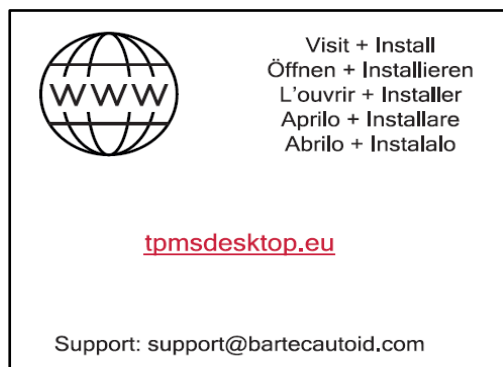 WWW
Visit + Install
Öffnen + Installieren
L'ouvrir + Installer
Aprilo + Installare
Abrilo + Instalalo
tpmsdesktop.eu
Support: support@bartecautoid.com